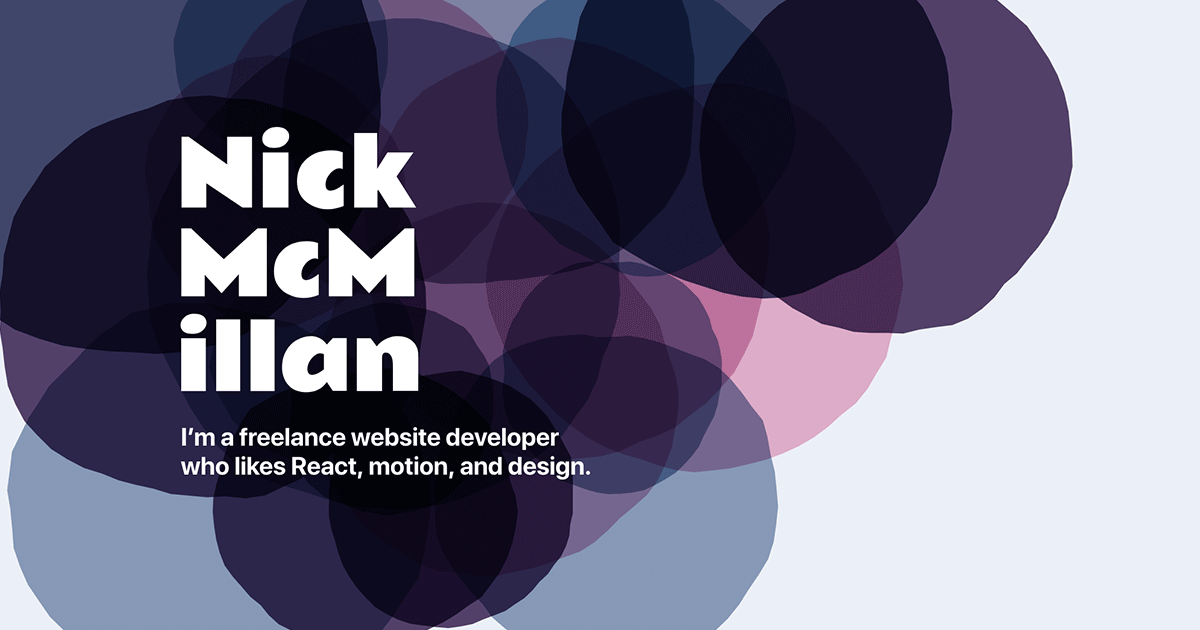 Nick
McM
illan
I’m a freelance website developer
who likes React, motion, and design.